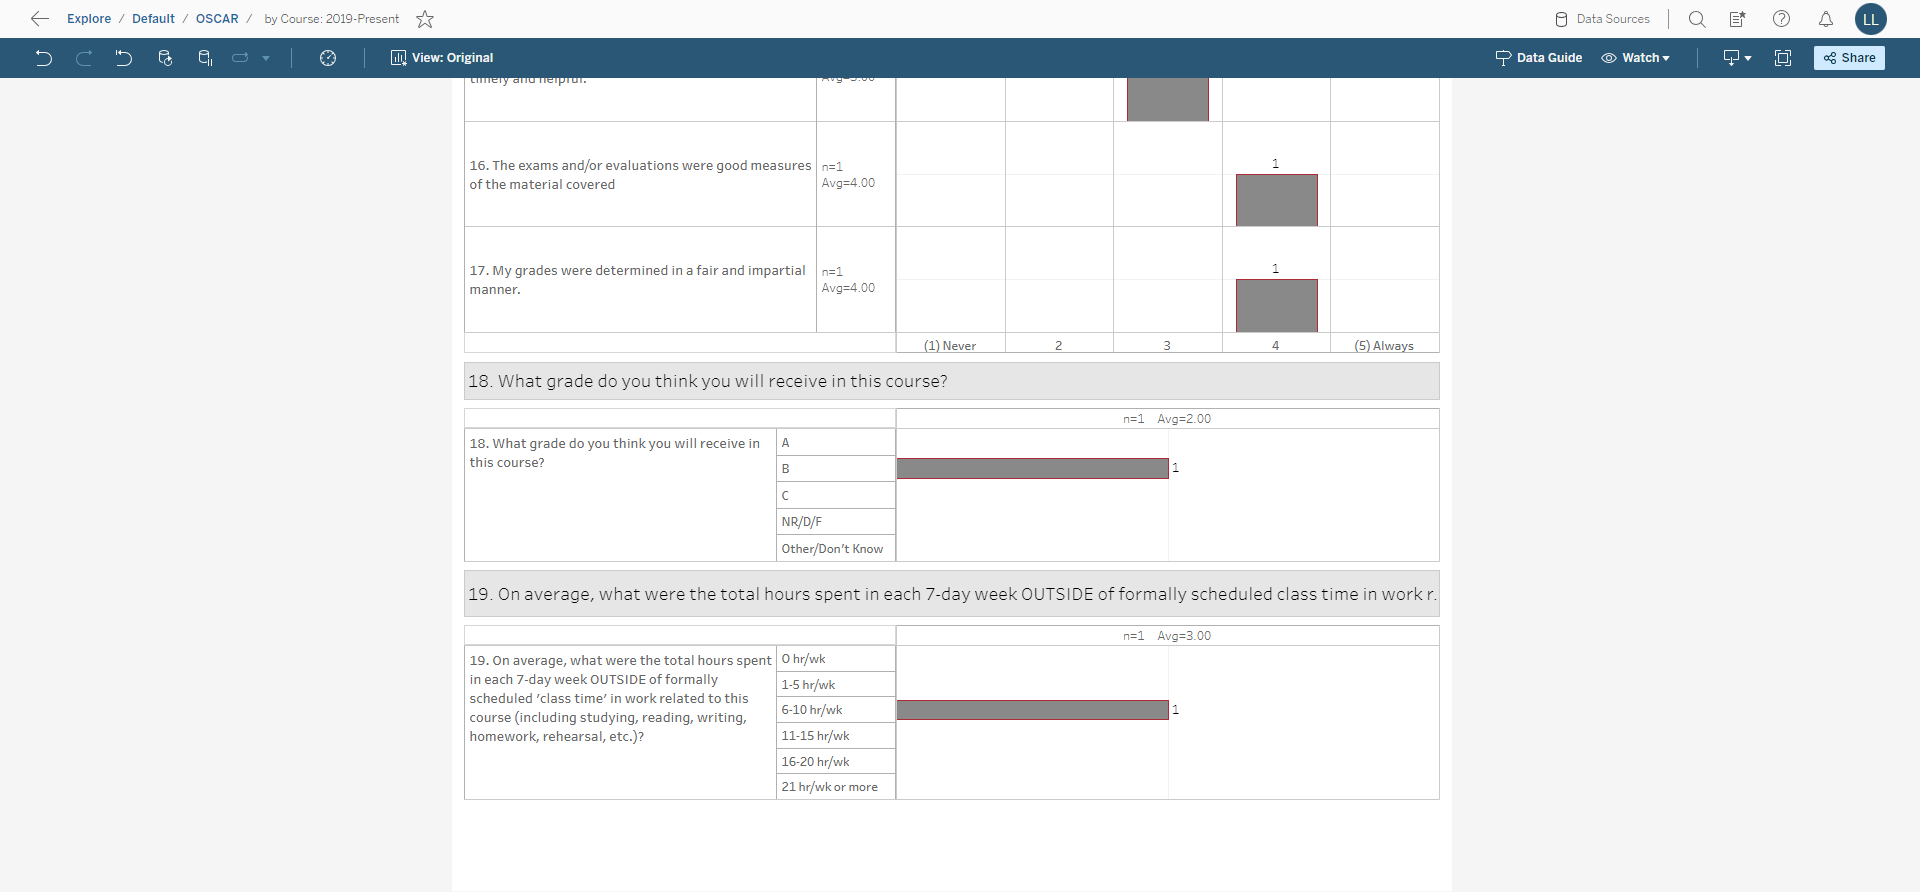 Explore / Default / OSCAR / by Course: 2019-Present
Data Sources
LL
View: Original
Data Guide
Watch
Share
timely and helpful.
Avg=3.00
16. The exams and/or evaluations were good measures
of the material covered
n=1
Avg=4.00
1
17. My grades were determined in a fair and impartial
manner.
n=1
Avg=4.00
1
(1) Never 2 3 4 (5) Always
18. What grade do you think you will receive in this course?
n=1 Avg=2.00
18. What grade do you think you will receive in
this course?
A
B
1
C
NR/D/F
Other/Don't Know
19. On average, what were the total hours spent in each 7-day week OUTSIDE of formally scheduled class time in work r.
n=1 Avg=3.00
19. On average, what were the total hours spent
in each 7-day week OUTSIDE of formally
scheduled 'class time' in work related to this
course (including studying, reading, writing,
homework, rehearsal, etc.)?
0 hr/wk
1-5 hr/wk
6-10 hr/wk
1
11-15 hr/wk
16-20 hr/wk
21 hr/wk or more